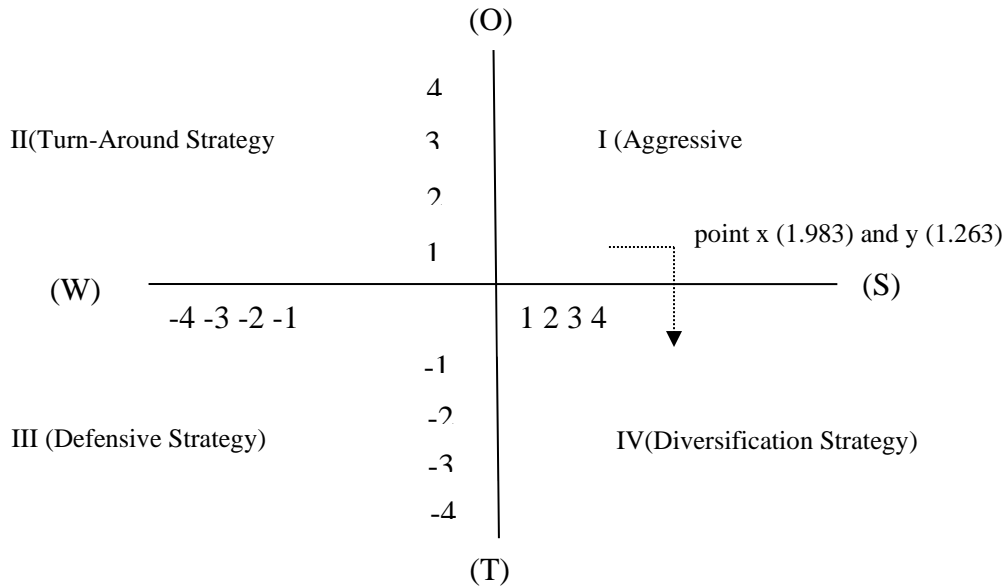 (O)
4
II(Turn-Around Strategy
3
I (Aggressive
2
point x (1.983) and y (1.263)
1
(W)
(S)
-4 -3 -2 -1
1 2 3 4
-1
-2
III (Defensive Strategy)
IV(Diversification Strategy)
-3
-4
(T)